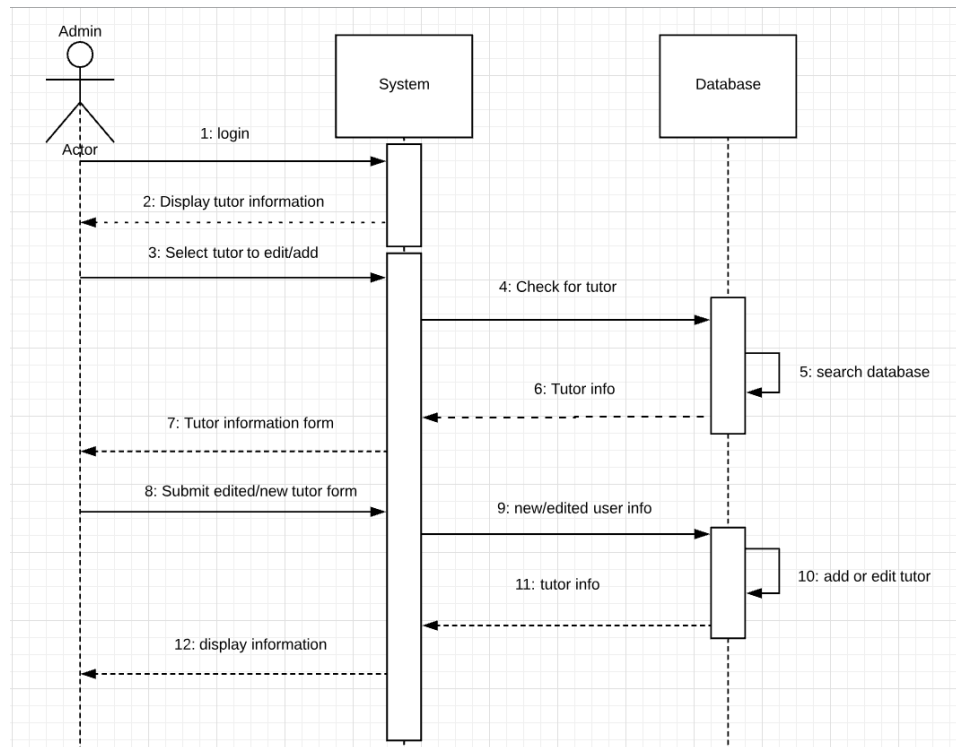 Admin
System
Database
Actor
1: login
2: Display tutor information
3: Select tutor to edit/add
4: Check for tutor
5: search database
6: Tutor info
7: Tutor information form
8: Submit edited/new tutor form
9: new/edited user info
10: add or edit tutor
11: tutor info
12: display information